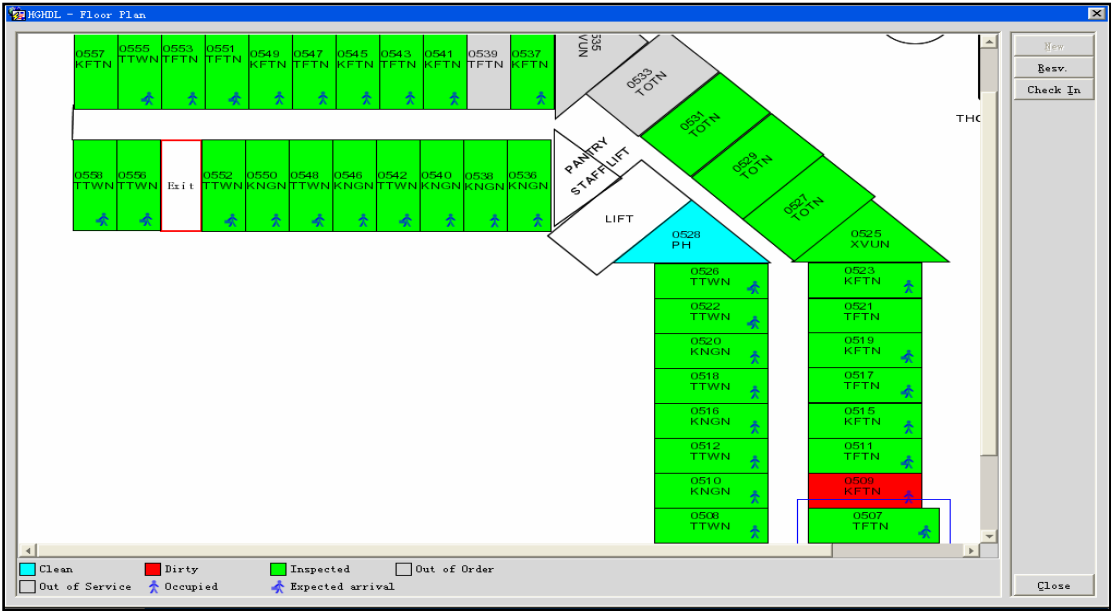 HGHDL - Floor Plan
New
Resv.
Check In
0557
KFTN
0555
TTWN
0553
TFTN
0551
TFTN
0549
KFTN
0547
TFTN
0545
KFTN
0543
TFTN
0541
KFTN
0539
TFTN
0537
KFTN
0535
XVUN
0533
TOTN
0531
TOTN
0529
TOTN
0527
TOTN
0525
XVUN
THC
0558
TTWN
0556
TTWN
Exit
0552
TTWN
0550
KNGN
0548
TTWN
0546
KNGN
0542
TTWN
0540
KNGN
0538
KNGN
0536
KNGN
PANTRY
STAFF LIFT
LIFT
0528
PH
0526
TTWN
0523
KFTN
0522
TTWN
0521
TFTN
0520
KNGN
0519
KFTN
0518
TTWN
0517
TFTN
0516
KNGN
0515
KFTN
0512
TTWN
0511
TFTN
0510
KNGN
0509
KFTN
0508
TTWN
0507
TFTN
Clean
Dirty
Inspected
Out of Order
Out of Service
Occupied
Expected arrival
Close